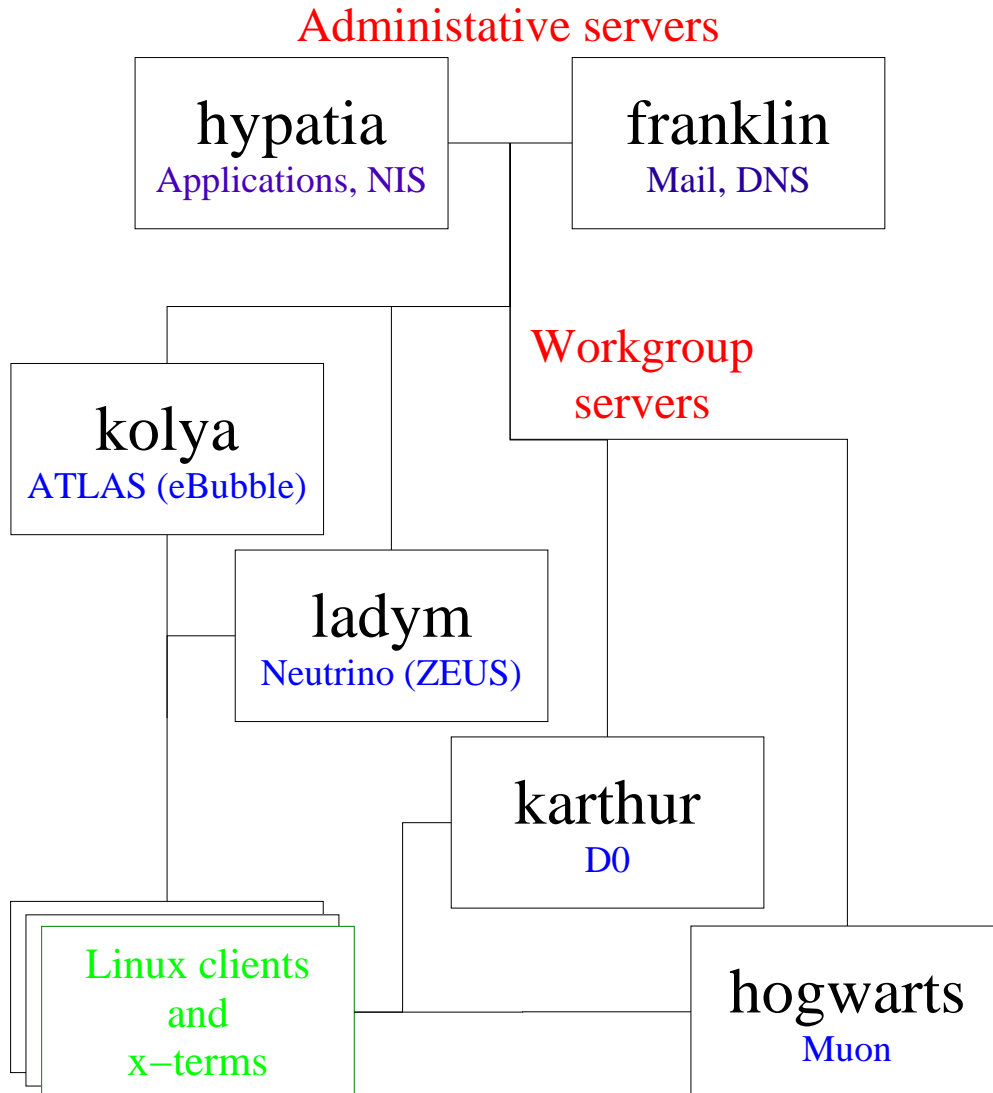 Administative servers
hypatia
Applications, NIS
franklin
Mail, DNS
Workgroup
servers
kolya
ATLAS (eBubble)
ladym
Neutrino (ZEUS)
karthur
D0
Linux clients
and
x−terms
hogwarts
Muon